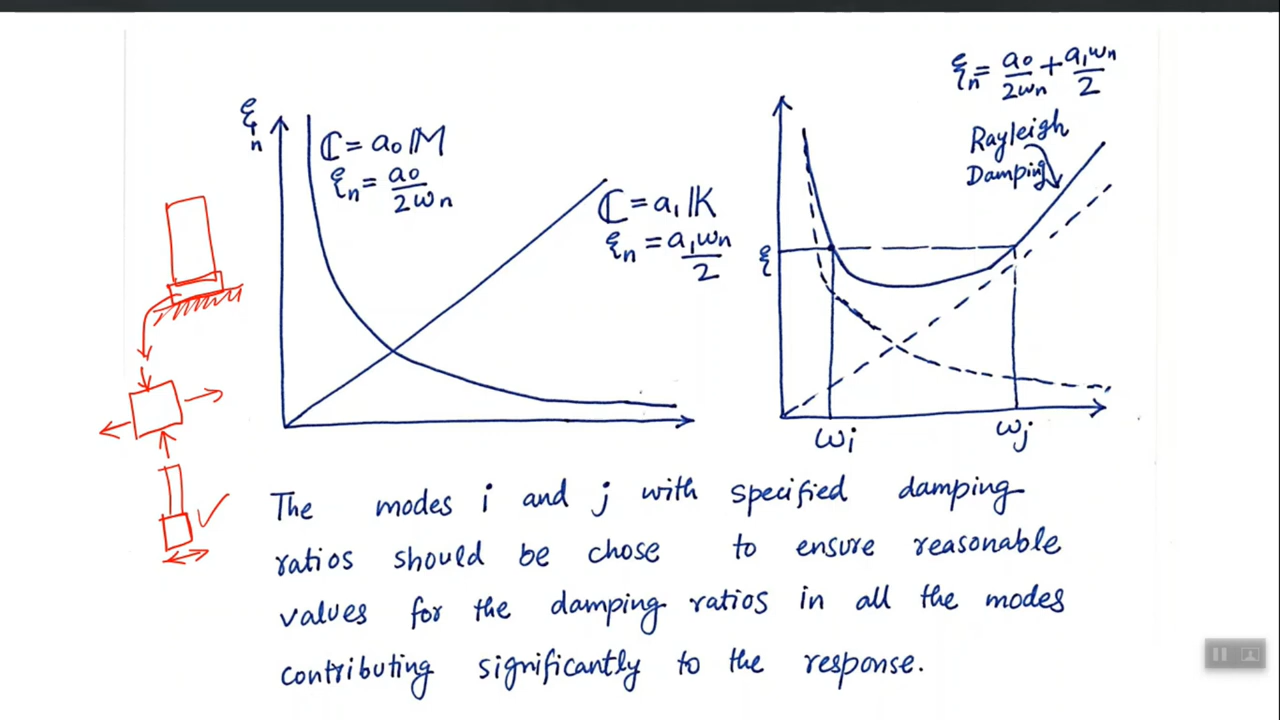 ξn
ℂ = a₀ 𝕄
ξn = a₀/2ωn
ℂ = a₁ 𝕂
ξn = a₁ωn/2
ξn = a₀/2ωn + a₁ωn/2
Rayleigh
Damping
ξ
ωi
ωj
The modes i and j with specified damping
ratios should be chose to ensure reasonable
values for the damping ratios in all the modes
contributing significantly to the response.